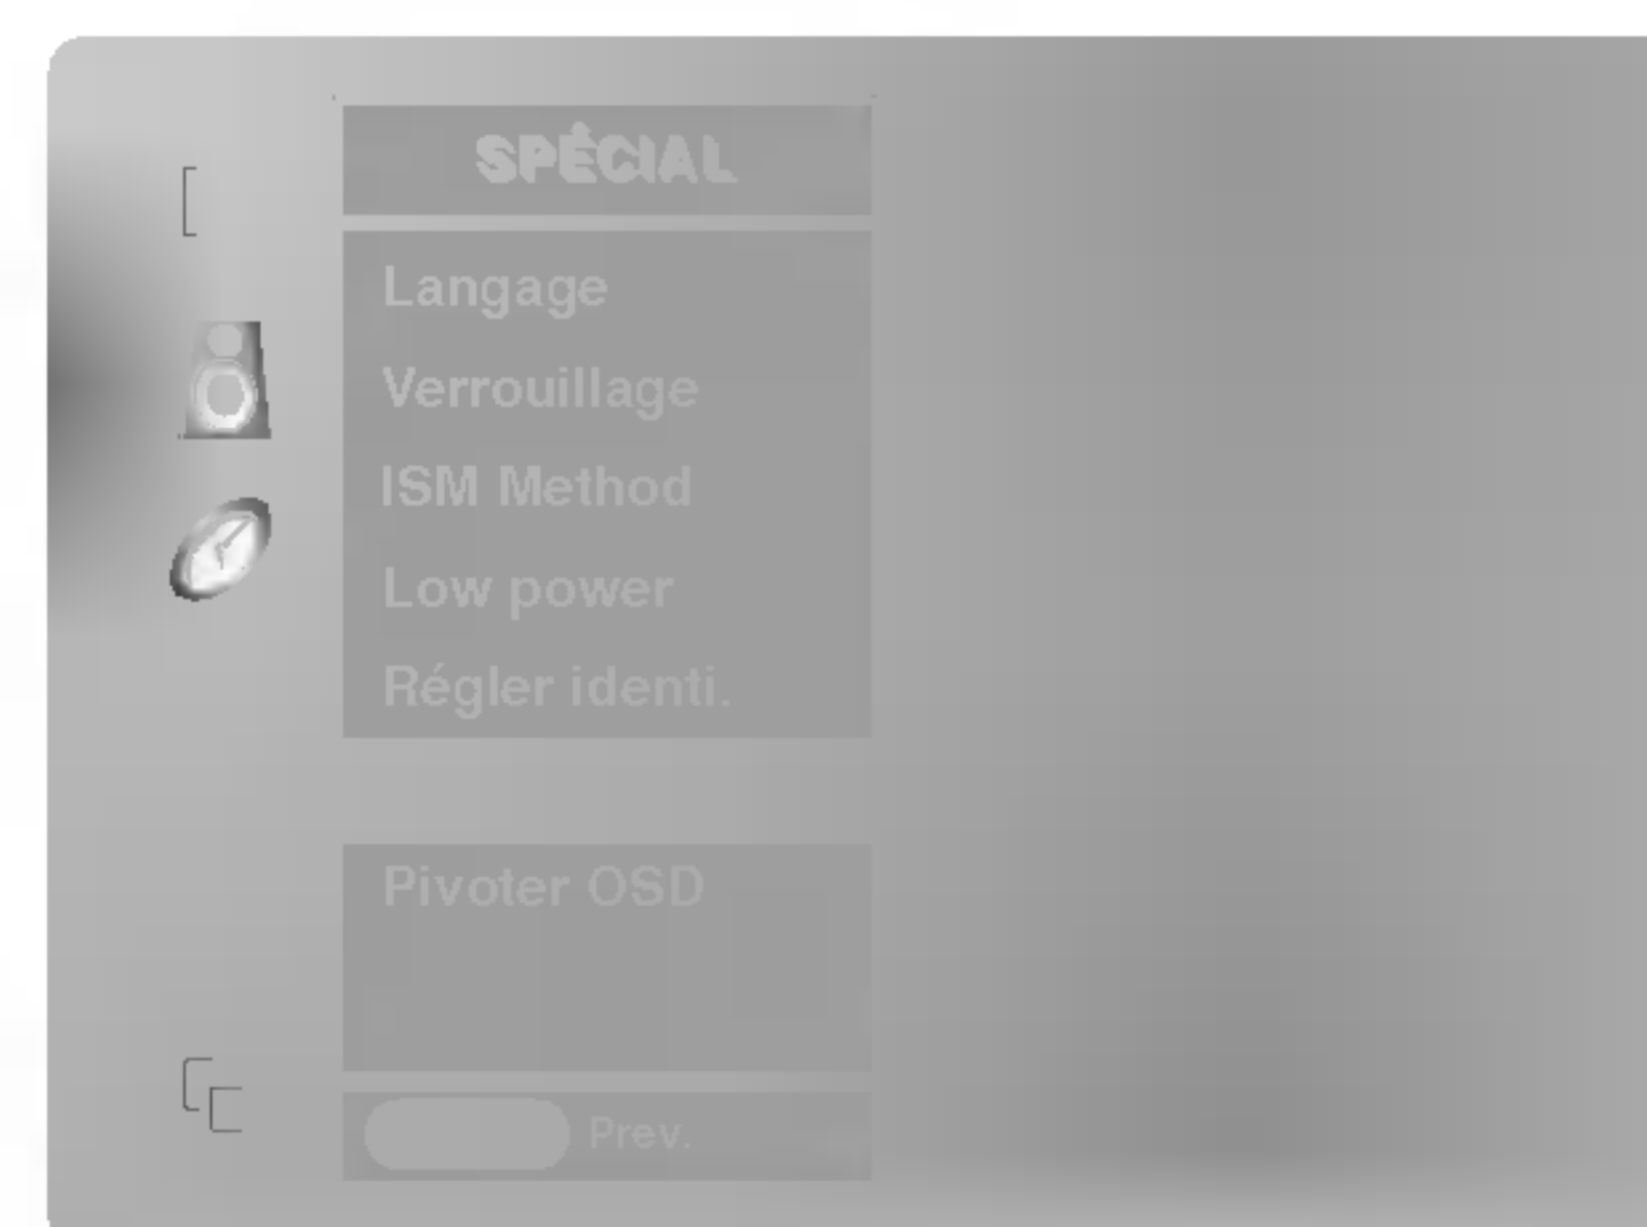 SPÉCIAL
Langage
Verrouillage
ISM Method
Low power
Régler identi.
Pivoter OSD
Prev.